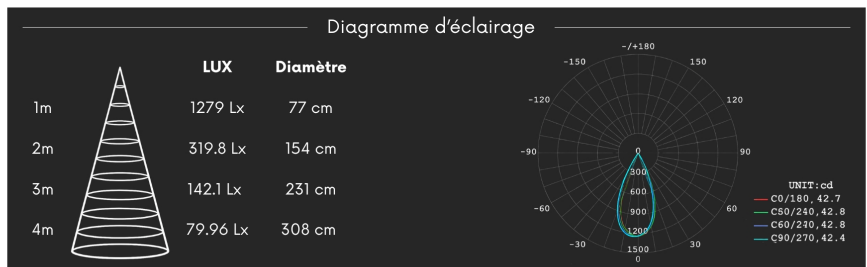 Diagramme d'éclairage
LUX Diamètre
1m 1279 Lx 77 cm
2m 319.8 Lx 154 cm
3m 142.1 Lx 231 cm
4m 79.96 Lx 308 cm
-/+180
-150 150
-120 120
-90 90
-60 60
-30 30
0
0
300
600
900
1200
1500
UNIT:cd
C0/180, 42.7
C50/240, 42.8
C60/270, 42.8
C90/270, 42.4